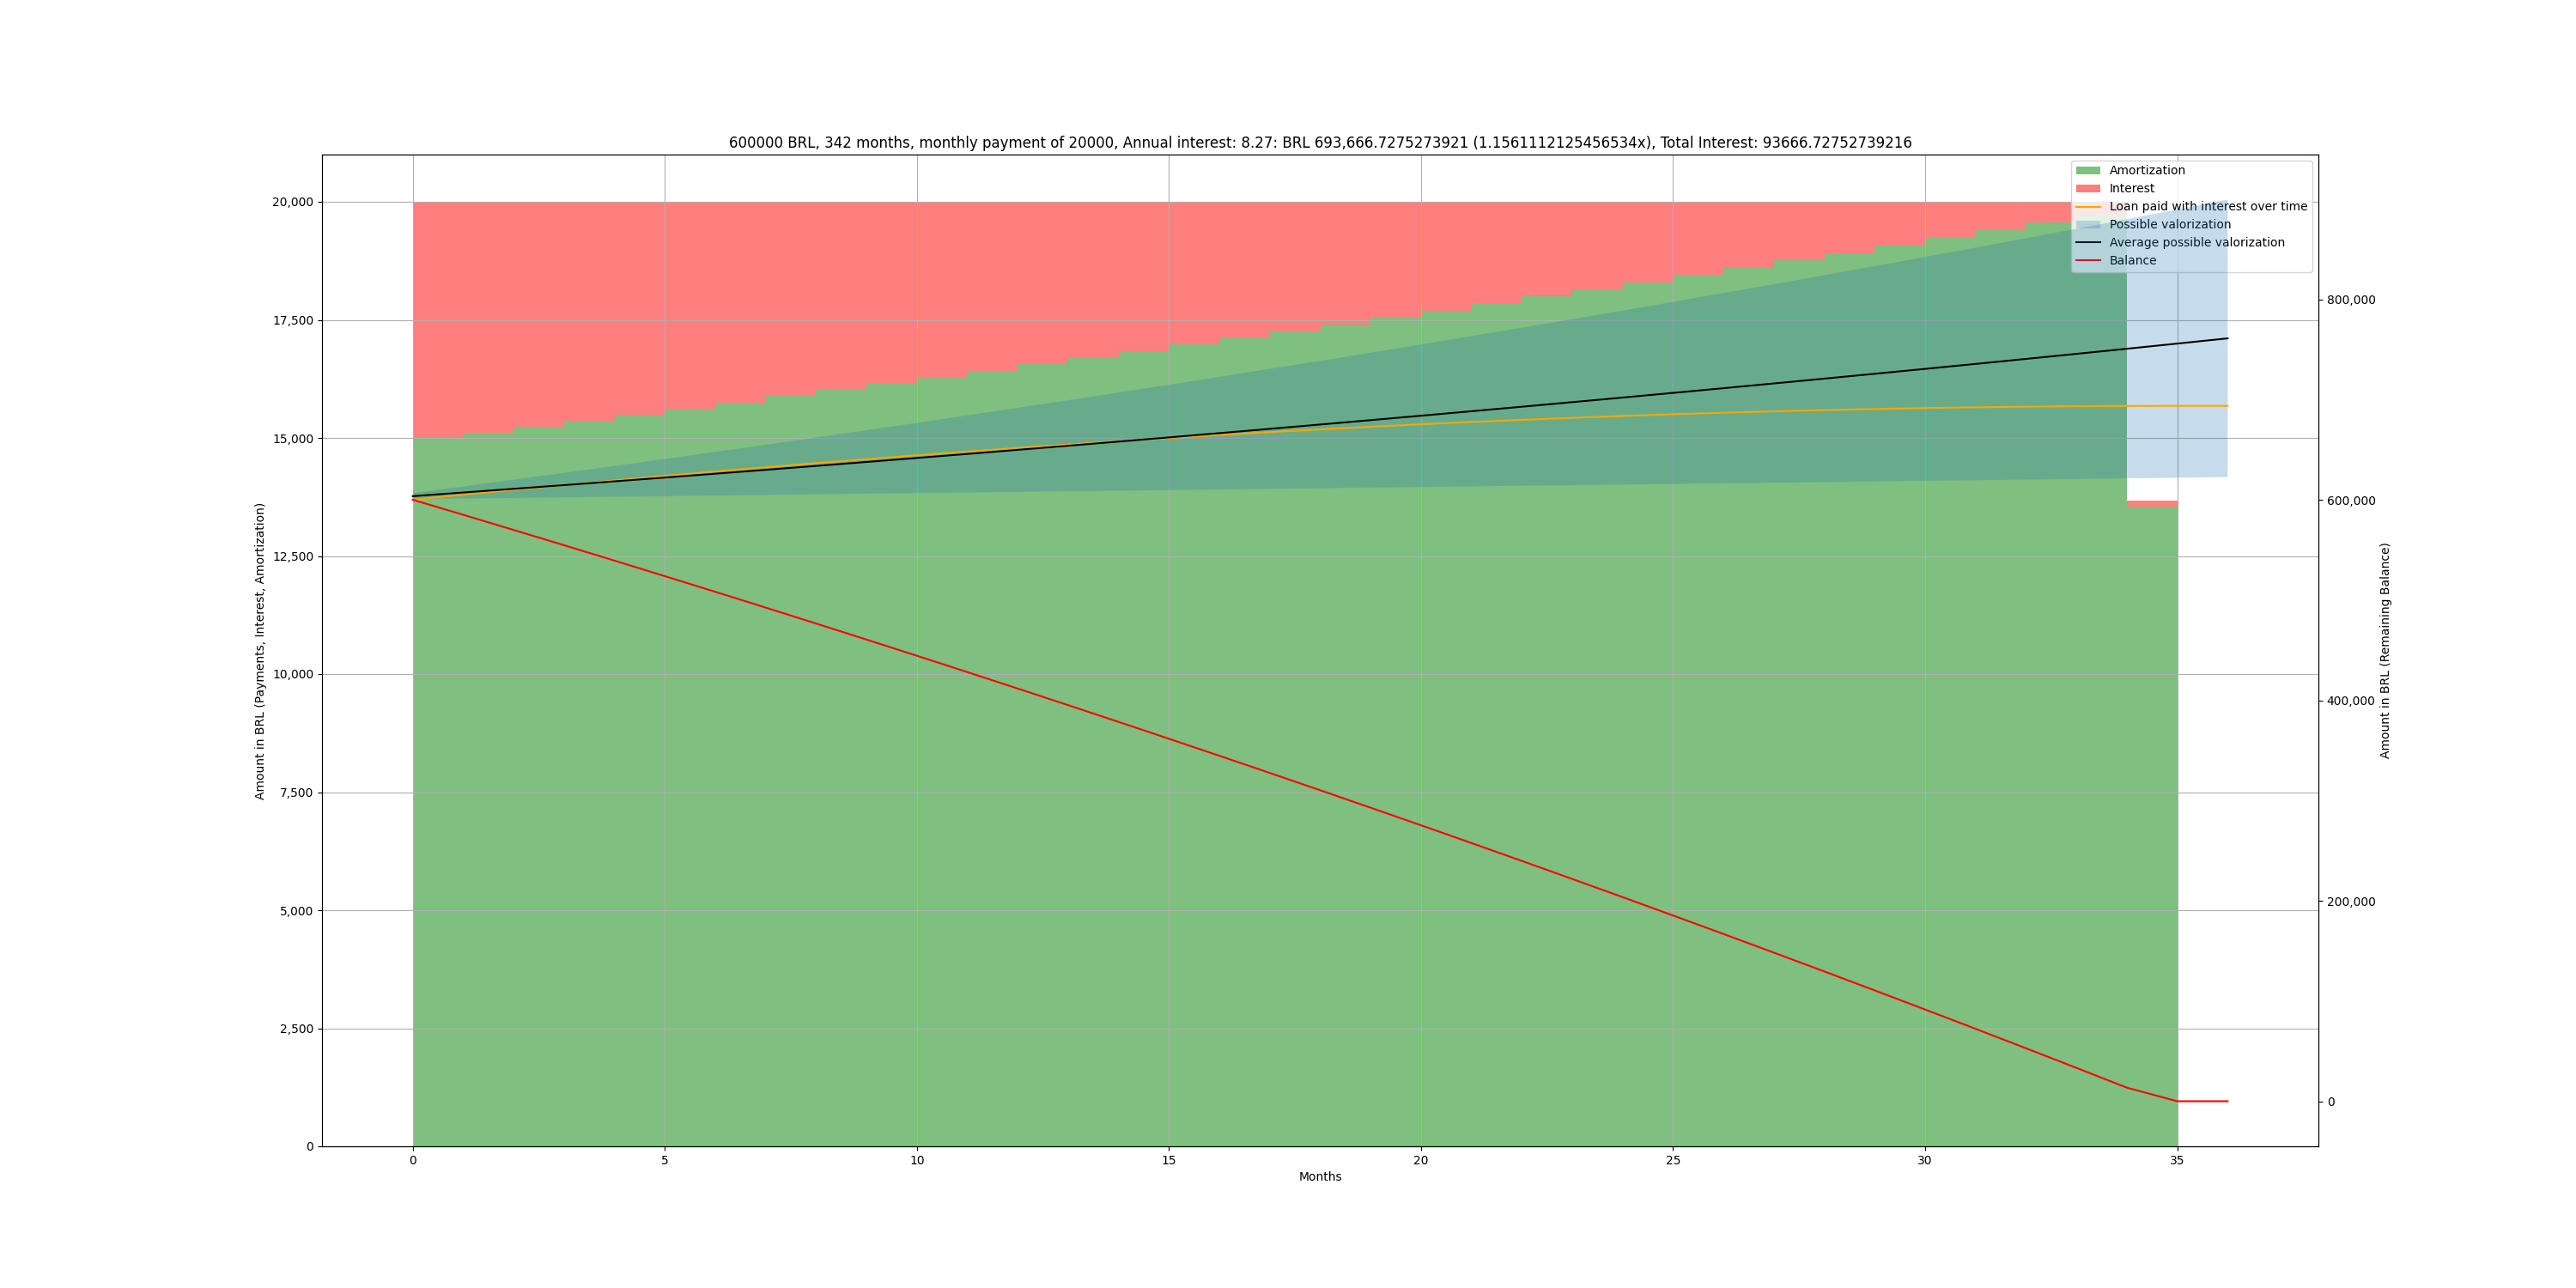 600000 BRL, 342 months, monthly payment of 20000, Annual interest: 8.27: BRL 693,666.7275273921 (1.1561112125456534x), Total Interest: 93666.72752739216
Amortization
Interest
Loan paid with interest over time
Possible valorization
Average possible valorization
Balance
Amount in BRL (Payments, Interest, Amortization)
20,000
17,500
15,000
12,500
10,000
7,500
5,000
2,500
0
800,000
600,000
400,000
200,000
0
Amount in BRL (Remaining Balance)
0 5 10 15 20 25 30 35
Months